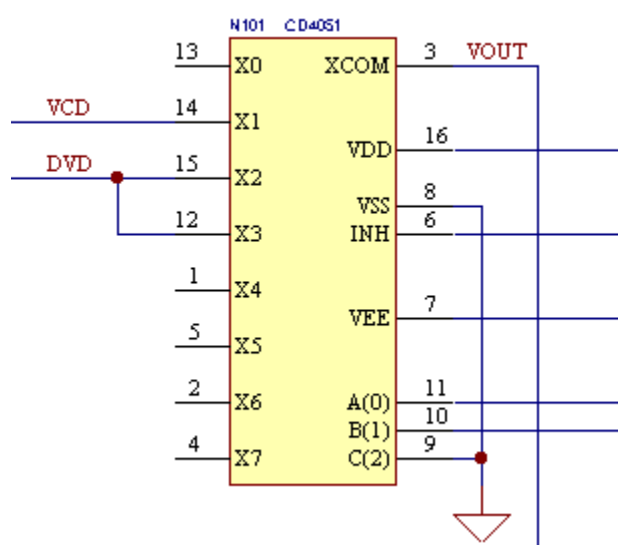 N101 CD4051
13 X0 XCOM 3 VOUT
VCD 14 X1
VDD 16
DVD 15 X2
VSS 8
12 X3 INH 6
1 X4
VEE 7
5 X5
2 X6 A(0) 11
B(1) 10
4 X7 C(2) 9